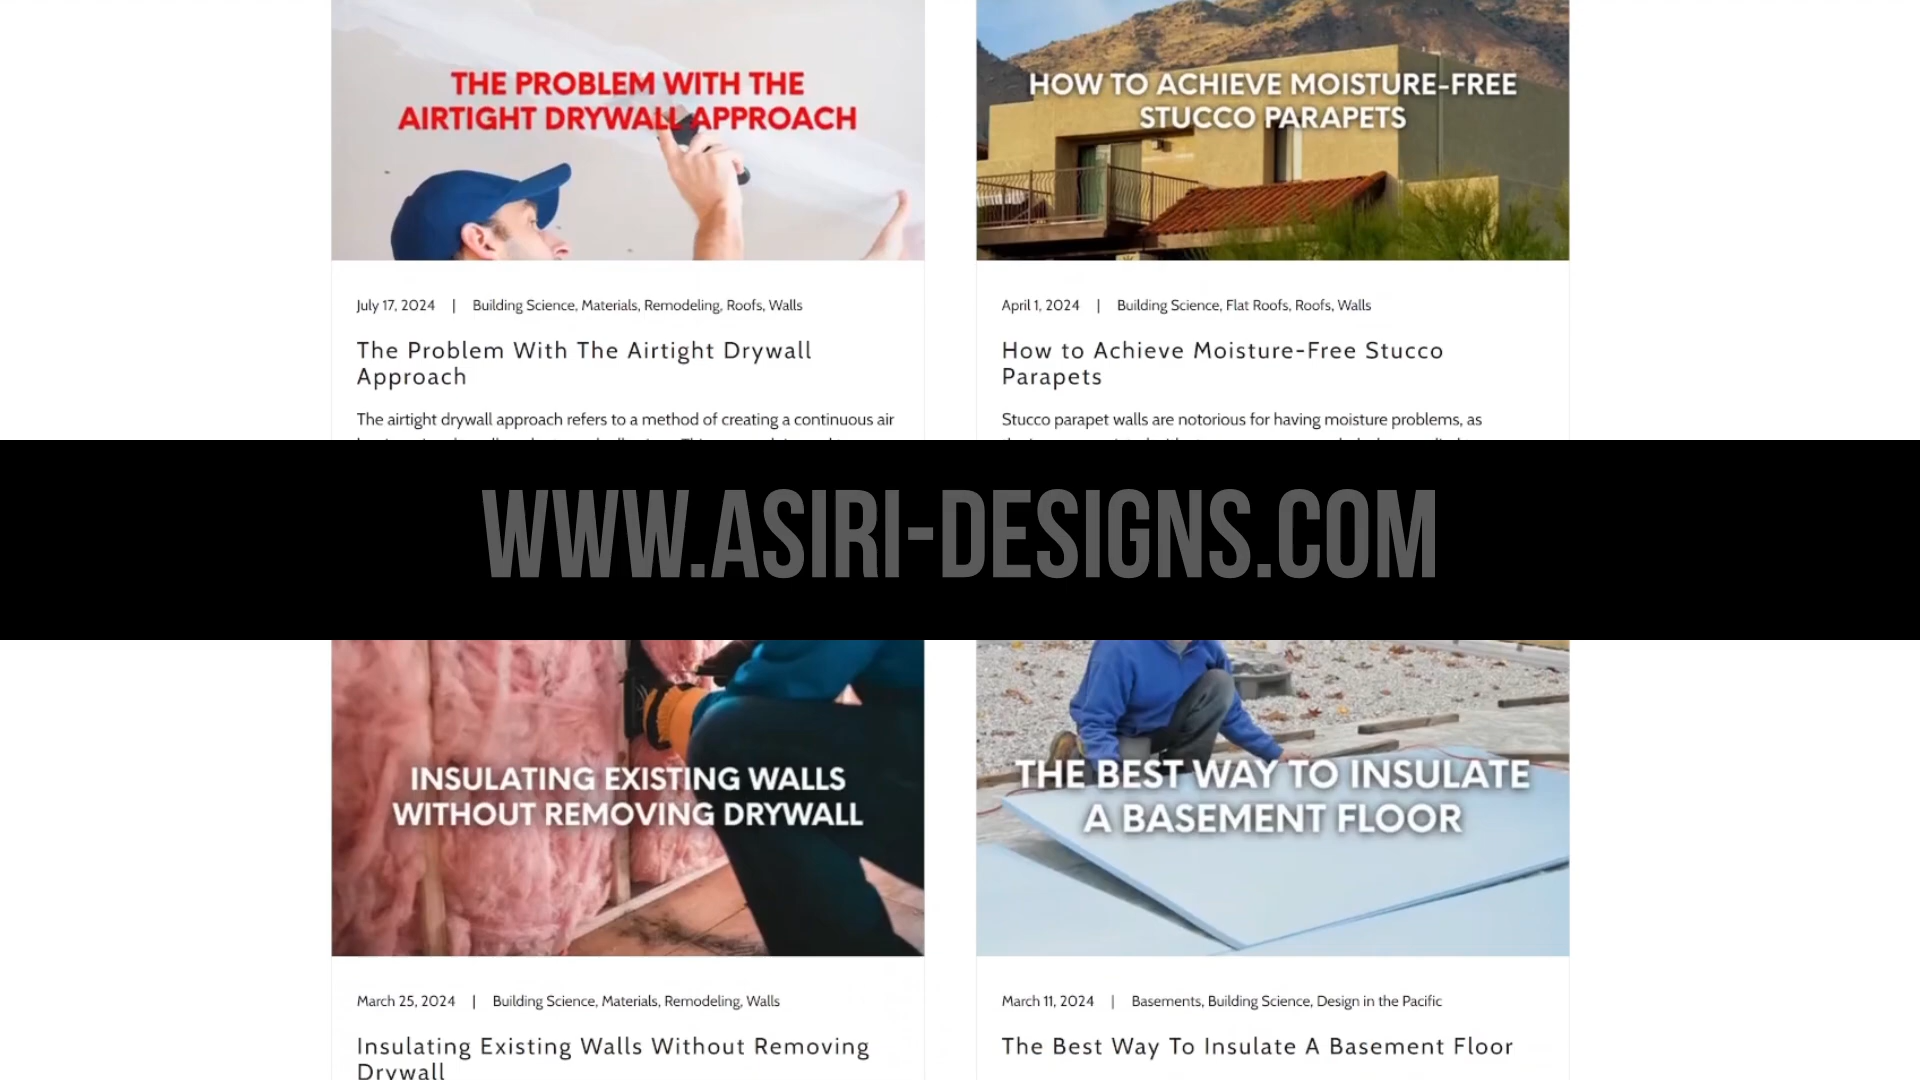 THE PROBLEM WITH THE
AIRTIGHT DRYWALL APPROACH
July 17, 2024 | Building Science, Materials, Remodeling, Roofs, Walls
The Problem With The Airtight Drywall
Approach
The airtight drywall approach refers to a method of creating a continuous air
HOW TO ACHIEVE MOISTURE-FREE
STUCCO PARAPETS
April 1, 2024 | Building Science, Flat Roofs, Roofs, Walls
How to Achieve Moisture-Free Stucco
Parapets
Stucco parapet walls are notorious for having moisture problems, as
WWW.ASIRI-DESIGNS.COM
INSULATING EXISTING WALLS
WITHOUT REMOVING DRYWALL
March 25, 2024 | Building Science, Materials, Remodeling, Walls
Insulating Existing Walls Without Removing
Drywall
THE BEST WAY TO INSULATE
A BASEMENT FLOOR
March 11, 2024 | Basements, Building Science, Design in the Pacific
The Best Way To Insulate A Basement Floor